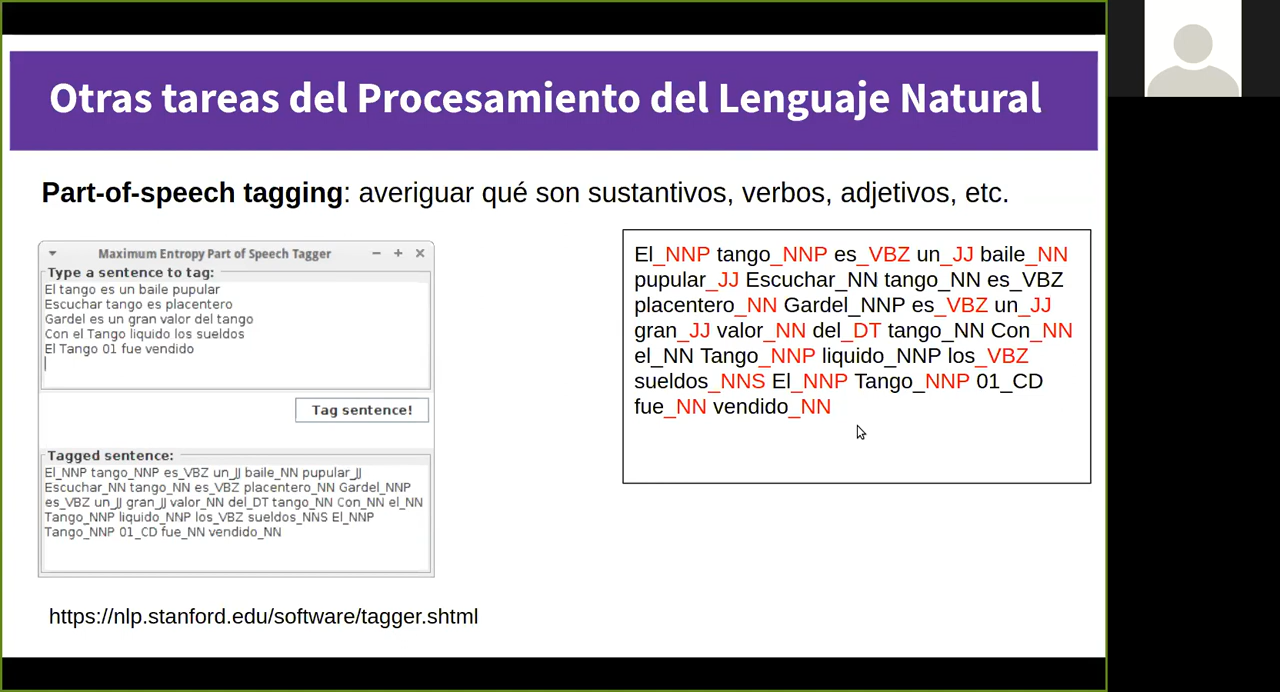 Otras tareas del Procesamiento del Lenguaje Natural
Part-of-speech tagging: averiguar qué son sustantivos, verbos, adjetivos, etc.
Maximum Entropy Part of Speech Tagger
Type a sentence to tag:
El tango es un baile pupular
Escuchar tango es placentero
Gardel es un gran valor del tango
Con el Tango liquido los sueldos
El Tango 01 fue vendido
Tag sentence!
Tagged sentence:
El_NNP tango_NNP es_VBZ un_JJ baile_NN pupular_JJ
Escuchar_NN tango_NN es_VBZ placentero_NN Gardel_NNP
es_VBZ un_JJ gran_JJ valor_NN del_DT tango_NN Con_NN el_NN
Tango_NNP liquido_NNP los_VBZ sueldos_NNS El_NNP
Tango_NNP 01_CD fue_NN vendido_NN
El_NNP tango_NNP es_VBZ un_JJ baile_NN
pupular_JJ Escuchar_NN tango_NN es_VBZ
placentero_NN Gardel_NNP es_VBZ un_JJ
gran_JJ valor_NN del_DT tango_NN Con_NN
el_NN Tango_NNP liquido_NNP los_VBZ
sueldos_NNS El_NNP Tango_NNP 01_CD
fue_NN vendido_NN
https://nlp.stanford.edu/software/tagger.shtml